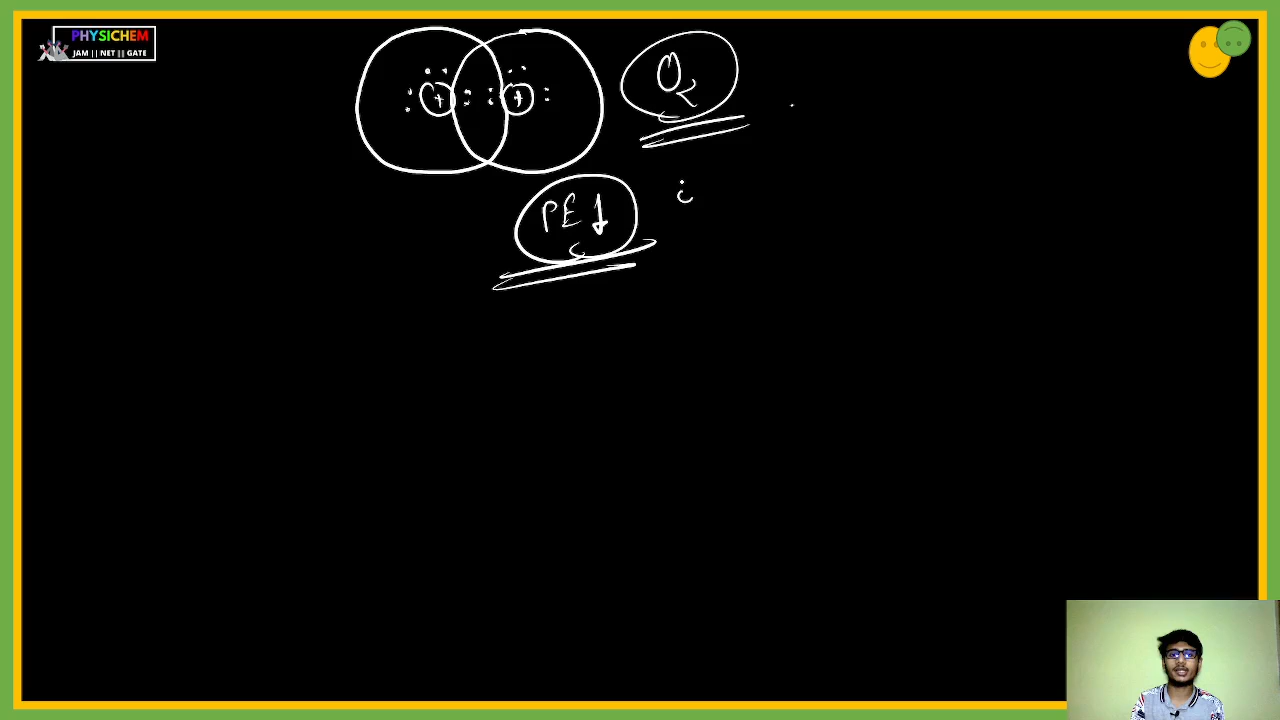 PHYSICHEM
JAM || NET || GATE
+ +
O2
PE↓
i